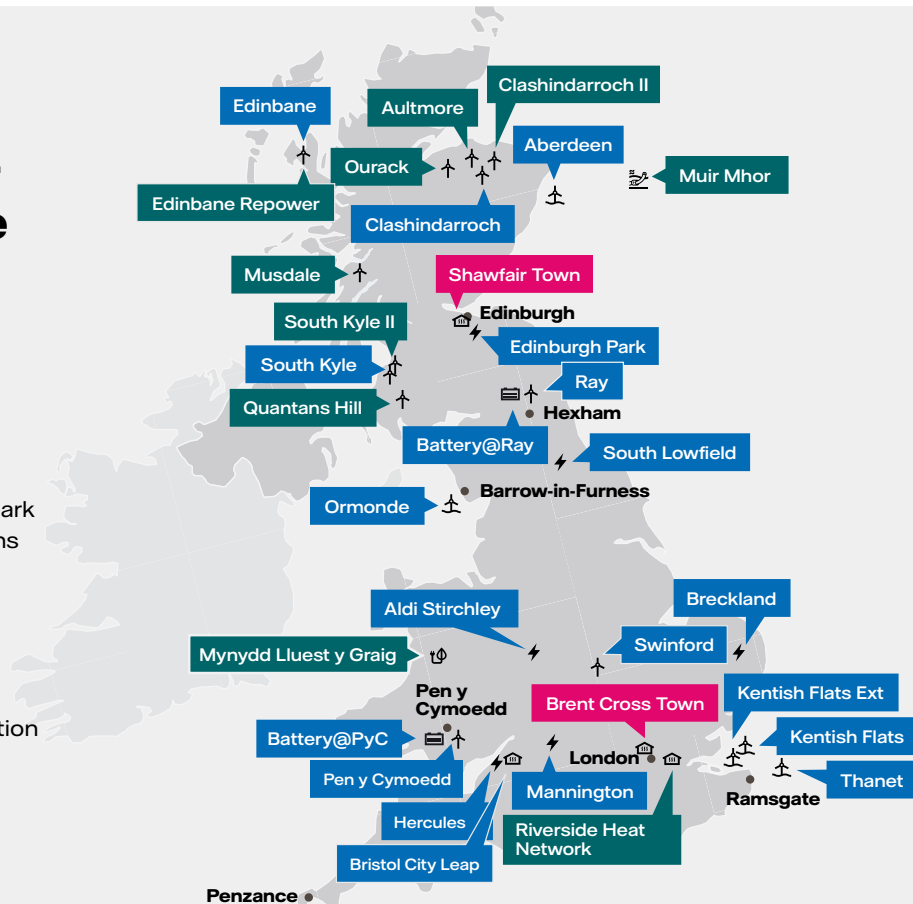 Clashindarroch II
Edinbane
Aultmore
Aberdeen
Ourack
Muir Mhor
Edinbane Repower
Clashindarroch
Musdale
Shawfair Town
Edinburgh
South Kyle II
Edinburgh Park
South Kyle
Ray
Quantans Hill
Hexham
Battery@Ray
South Lowfield
Barrow-in-Furness
Ormonde
ark
Breckland
Aldi Stirchley
Swinford
Mynydd Lluest y Graig
Pen y
Cymoedd
Kentish Flats Ext
Brent Cross Town
tion
Battery@PyC
Kentish Flats
London
Pen y Cymoedd
Thanet
Mannington
Ramsgate
Hercules
Riverside Heat
Network
Bristol City Leap
Penzance